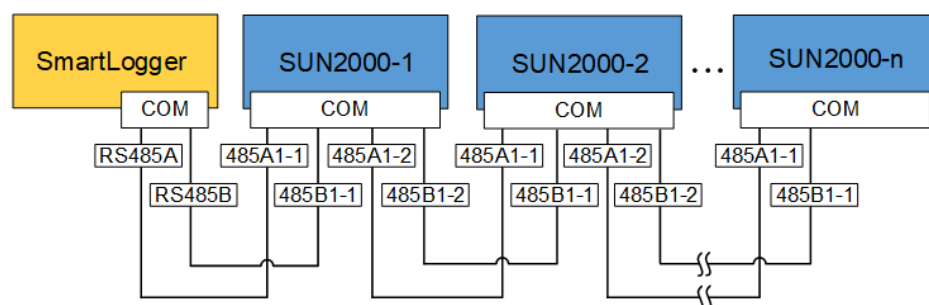 SmartLogger
SUN2000-1
SUN2000-2
...
SUN2000-n
COM
COM
COM
COM
RS485A
485A1-1
485A1-2
485A1-1
485A1-2
485A1-1
RS485B
485B1-1
485B1-2
485B1-1
485B1-2
485B1-1